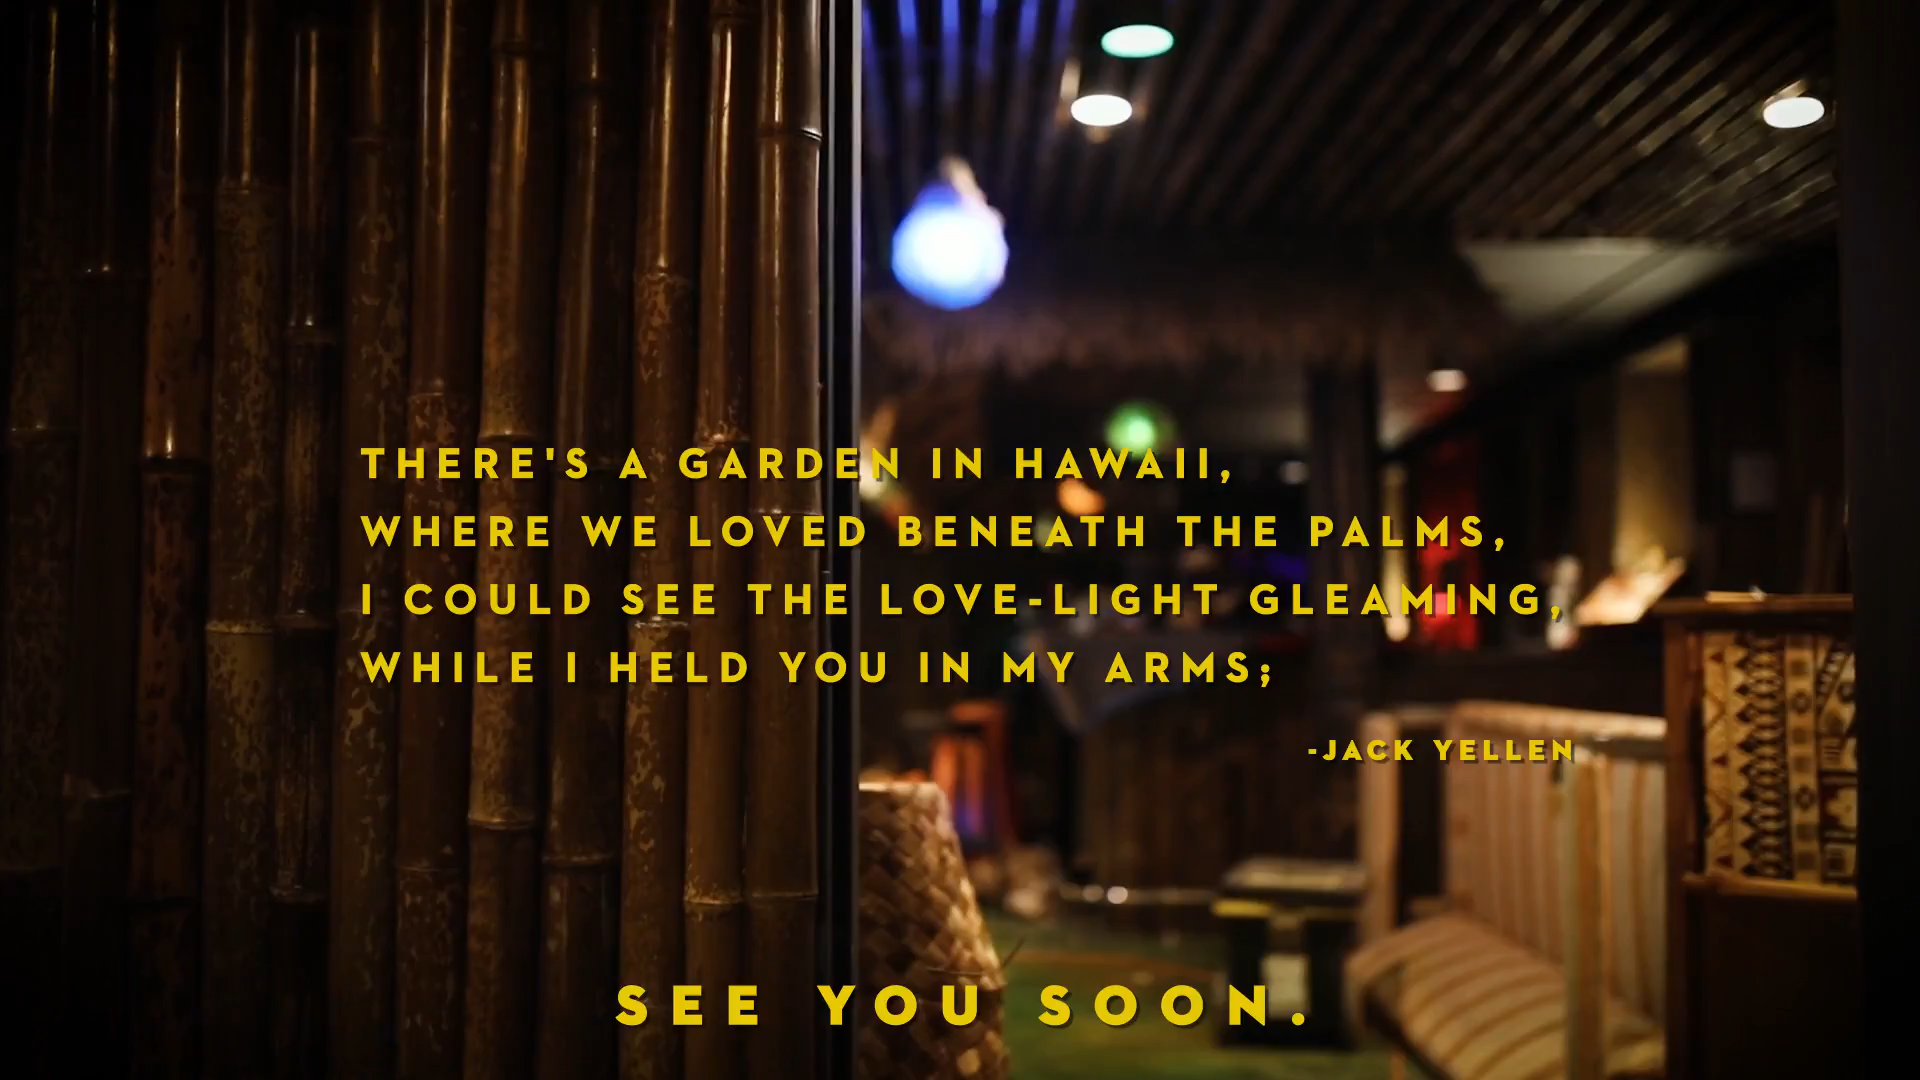 THERE'S A GARDEN IN HAWAII,
WHERE WE LOVED BENEATH THE PALMS,
I COULD SEE THE LOVE-LIGHT GLEAMING,
WHILE I HELD YOU IN MY ARMS;
-JACK YELLEN
SEE YOU SOON.